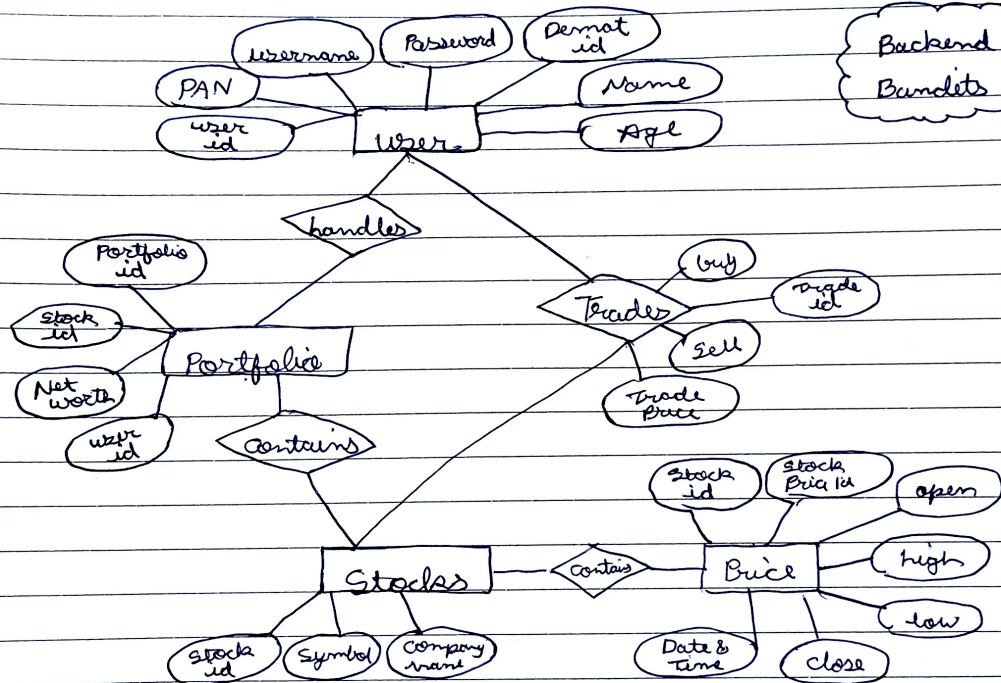 Backend
Bandits
username
Password
Demat
id
PAN
Name
user
id
Age
User
handles
Portfolio
id
buy
Trade
id
Trades
Stock
id
Sell
Portfolio
Net
worth
Trade
Price
user
id
Contains
Stock
id
Stock
Price Id
open
high
Stocks
contains
Price
low
Stock
id
Symbol
Company
name
Date &
Time
close